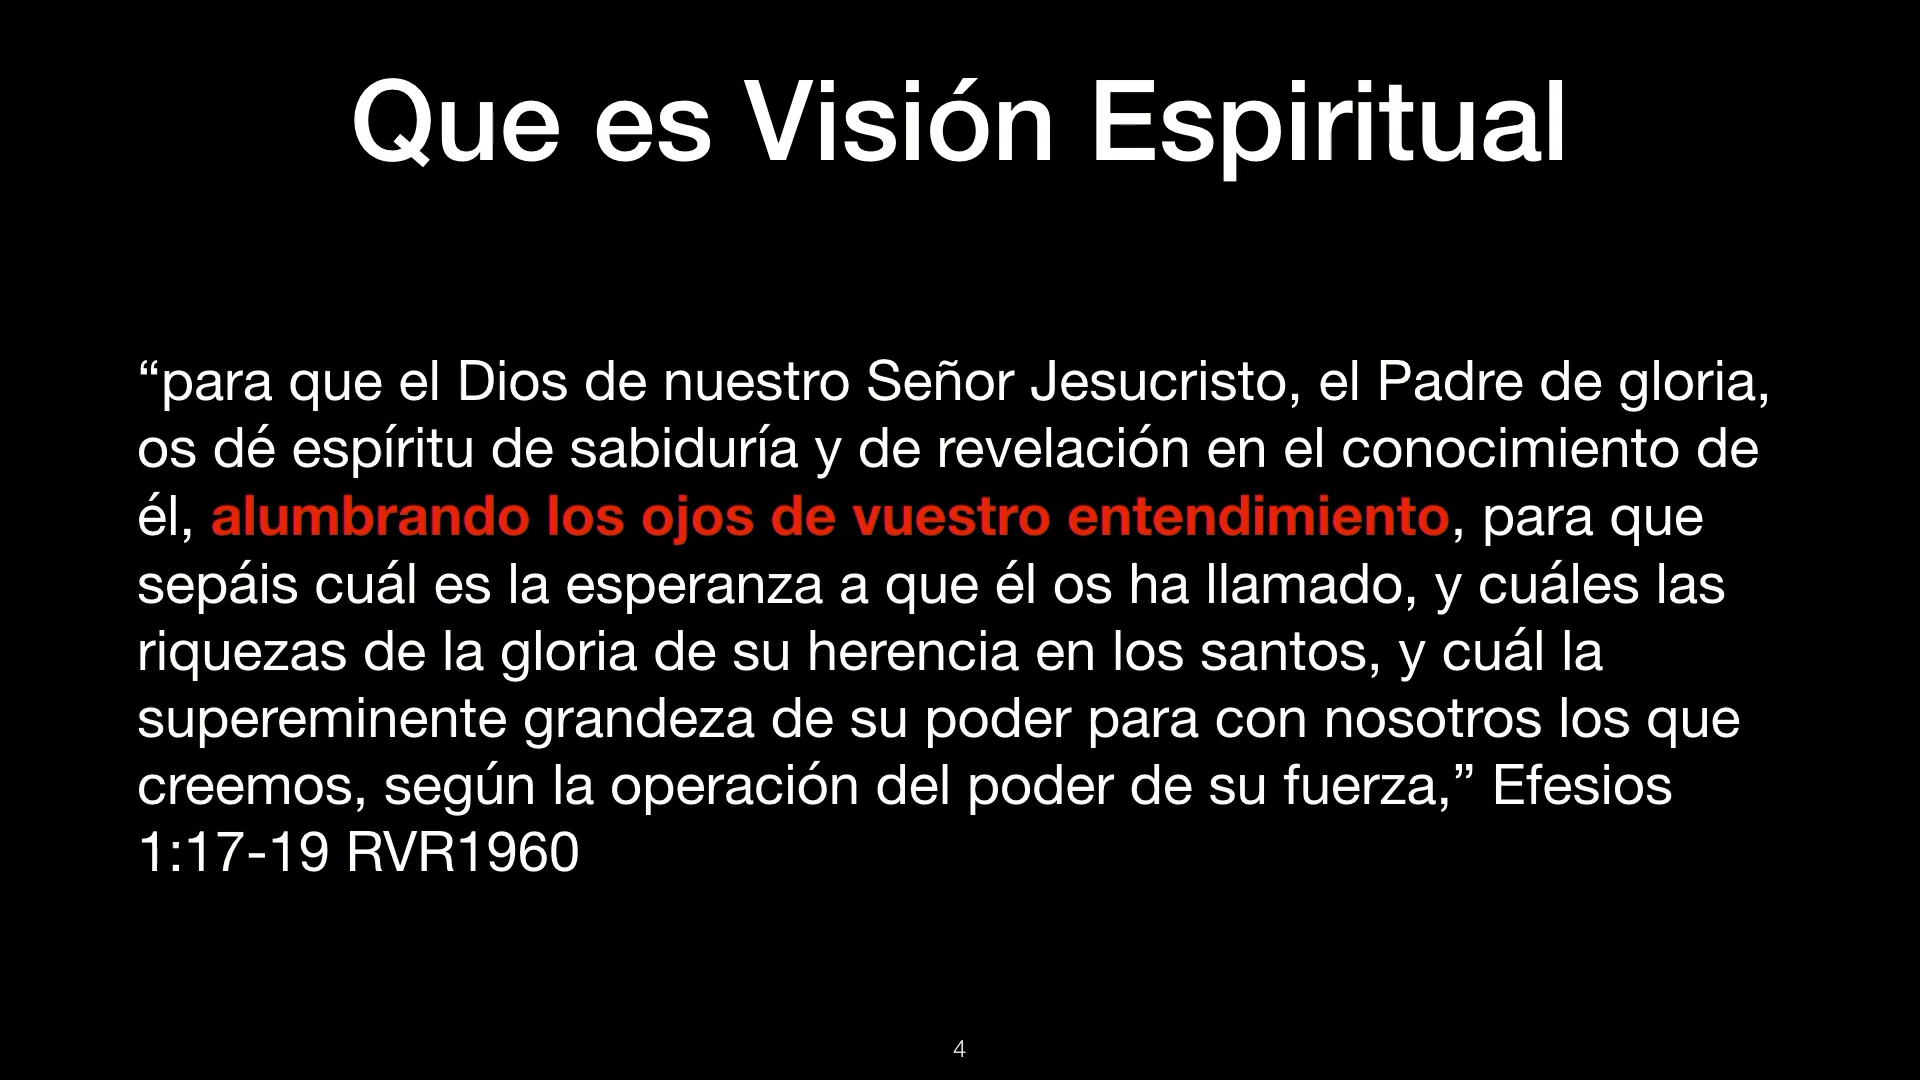 Que es Visión Espiritual
“para que el Dios de nuestro Señor Jesucristo, el Padre de gloria,
os dé espíritu de sabiduría y de revelación en el conocimiento de
él, alumbrando los ojos de vuestro entendimiento, para que
sepáis cuál es la esperanza a que él os ha llamado, y cuáles las
riquezas de la gloria de su herencia en los santos, y cuál la
supereminente grandeza de su poder para con nosotros los que
creemos, según la operación del poder de su fuerza,” Efesios
1:17-19 RVR1960
4